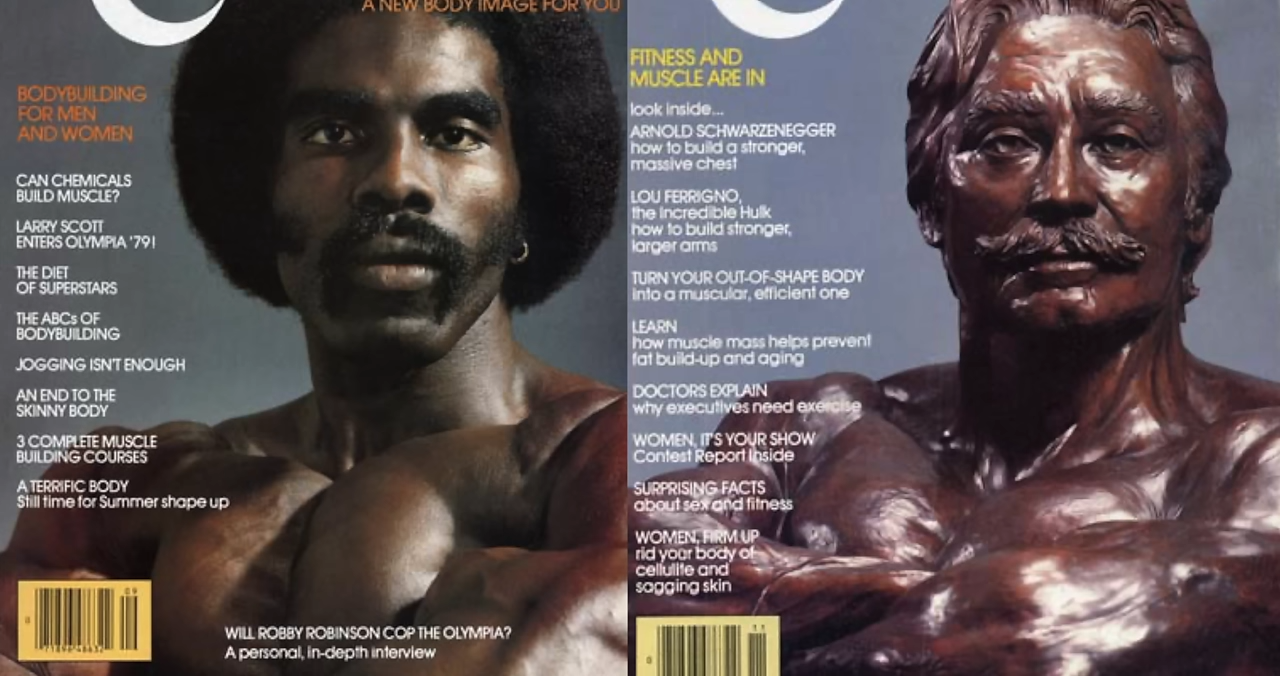 A NEW BODY IMAGE FOR YOU
BODYBUILDING
FOR MEN
AND WOMEN
CAN CHEMICALS
BUILD MUSCLE?
LARRY SCOTT
ENTERS OLYMPIA '79!
THE DIET
OF SUPERSTARS
THE ABCs OF
BODYBUILDING
JOGGING ISN'T ENOUGH
AN END TO THE
SKINNY BODY
3 COMPLETE MUSCLE
BUILDING COURSES
A TERRIFIC BODY
Still time for Summer shape up
09
0
WILL ROBBY ROBINSON COP THE OLYMPIA?
A personal, in-depth interview
FITNESS AND
MUSCLE ARE IN
look inside...
ARNOLD SCHWARZENEGGER
how to build a stronger,
massive chest
LOU FERRIGNO,
the Incredible Hulk
how to build stronger,
larger arms
TURN YOUR OUT-OF-SHAPE BODY
into a muscular, efficient one
LEARN
how muscle mass helps prevent
fat build-up and aging
DOCTORS EXPLAIN
why executives need exercise
WOMEN, IT'S YOUR SHOW
Contest Report Inside
SURPRISING FACTS
about sex and fitness
WOMEN, FIRM UP
rid your body of
cellulite and
sagging skin
11
0